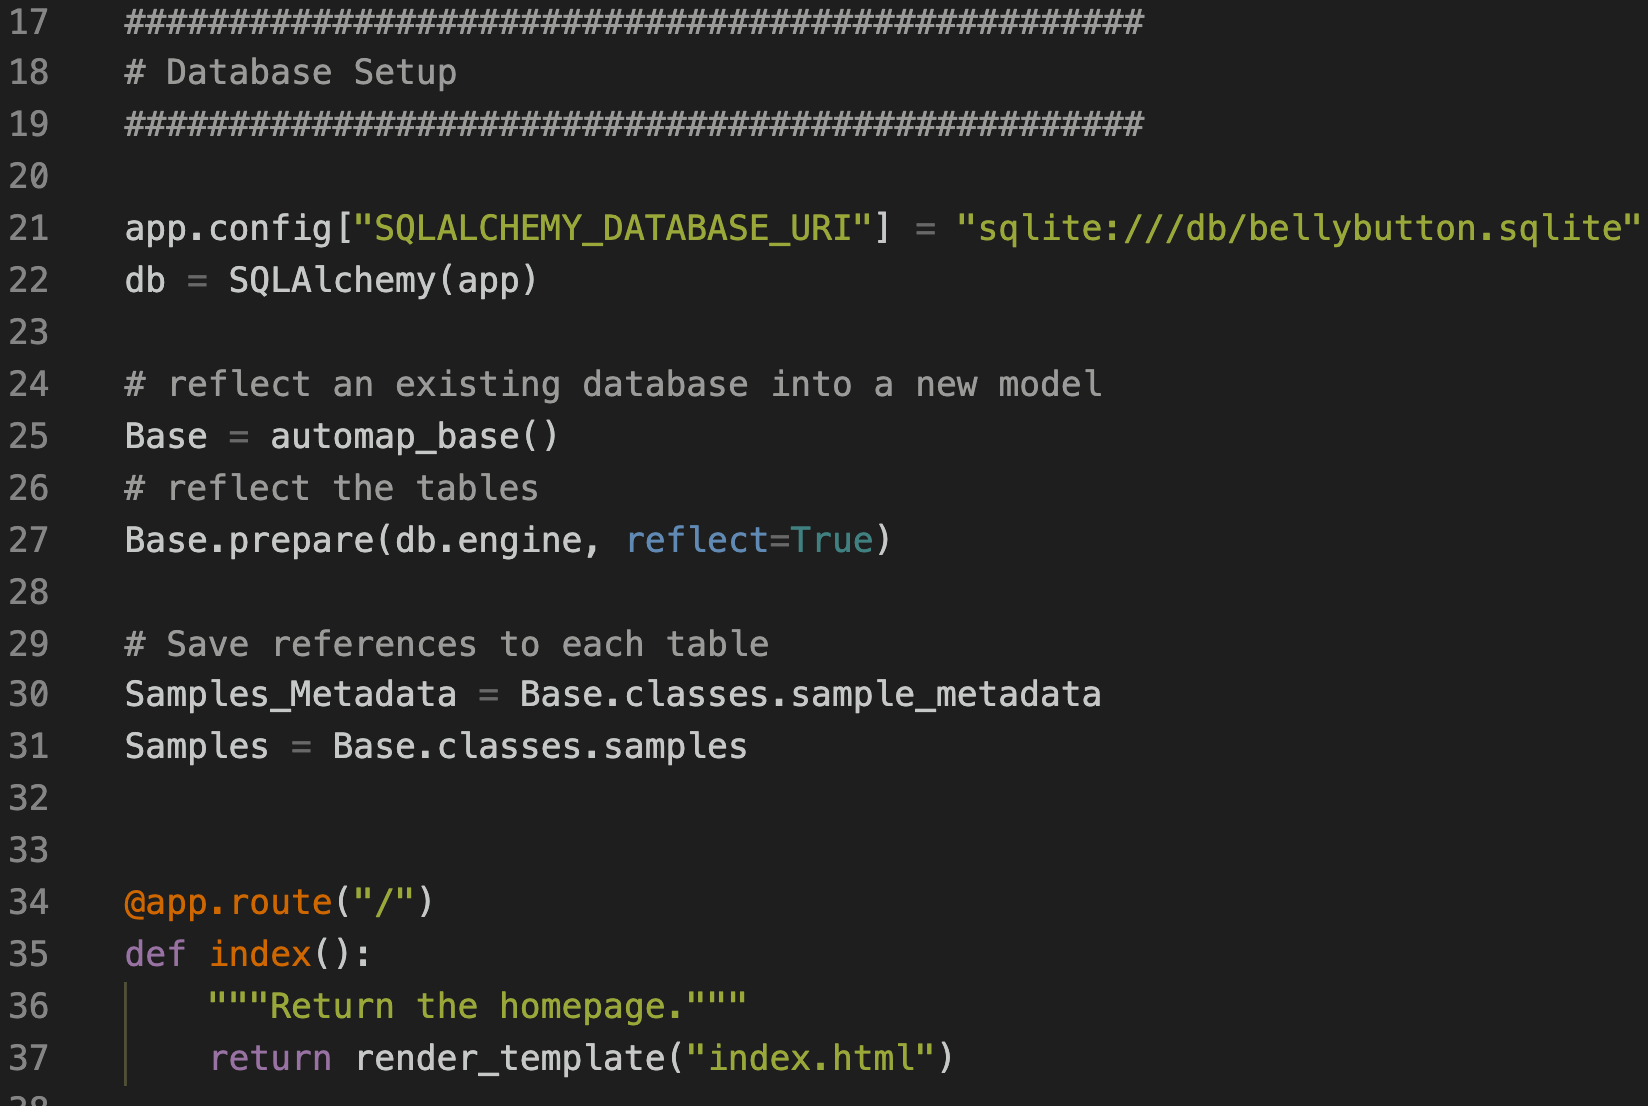 17 #################################################
18 # Database Setup
19 #################################################
20
21 app.config["SQLALCHEMY_DATABASE_URI"] = "sqlite:///db/bellybutton.sqlite"
22 db = SQLAlchemy(app)
23
24 # reflect an existing database into a new model
25 Base = automap_base()
26 # reflect the tables
27 Base.prepare(db.engine, reflect=True)
28
29 # Save references to each table
30 Samples_Metadata = Base.classes.sample_metadata
31 Samples = Base.classes.samples
32
33
34 @app.route("/")
35 def index():
36     """Return the homepage."""
37     return render_template("index.html")
38